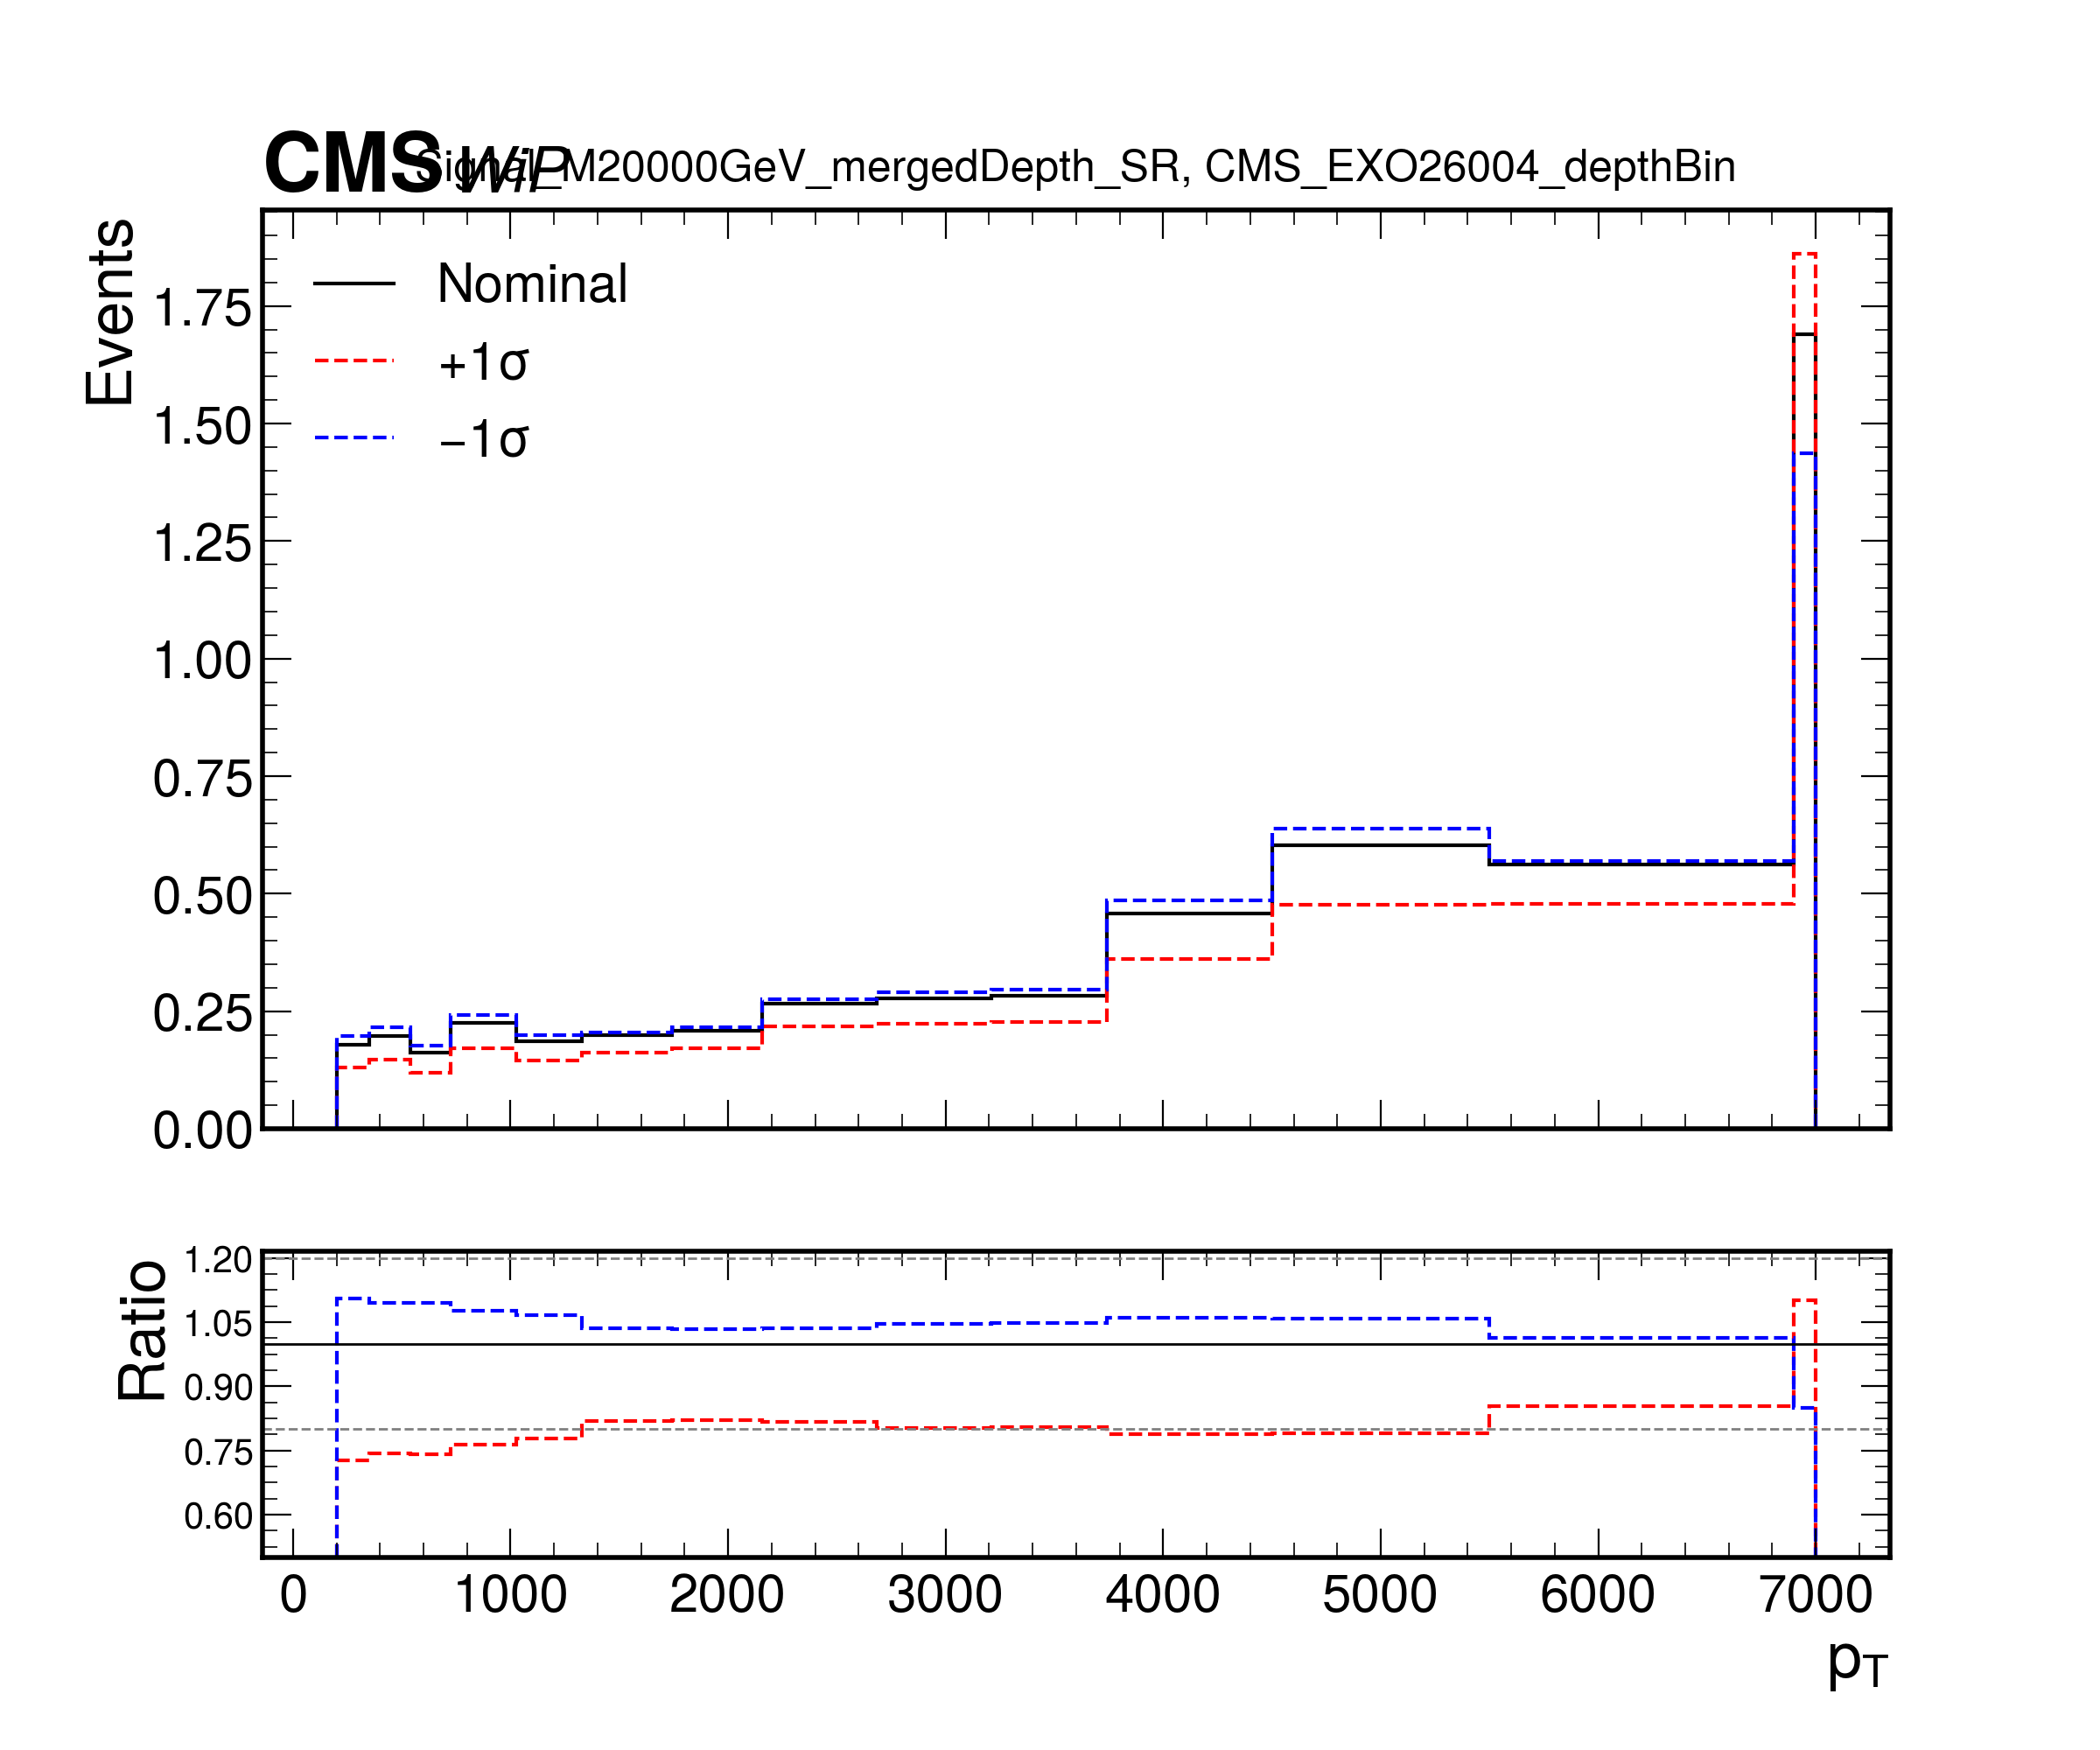 CMS WiP
Signal_M20000GeV_mergedDepth_SR, CMS_EXO26004_depthBin
Events
1.75
1.50
1.25
1.00
0.75
0.50
0.25
0.00
Nominal
+1σ
−1σ
Ratio
1.20
1.05
0.90
0.75
0.60
0 1000 2000 3000 4000 5000 6000 7000
pT